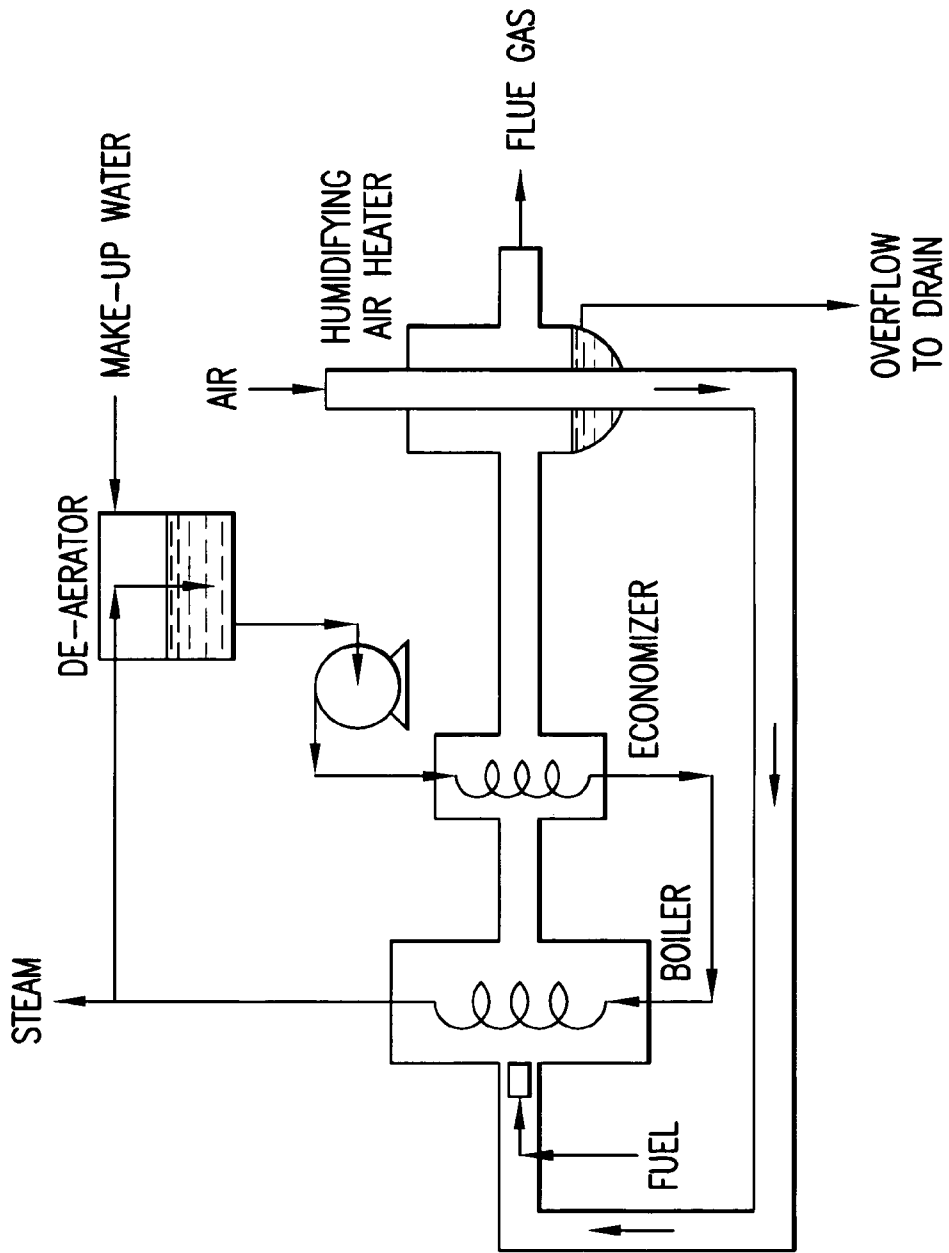 STEAM
DE-AERATOR
MAKE-UP WATER
AIR
HUMIDIFYING
AIR HEATER
FLUE GAS
ECONOMIZER
BOILER
FUEL
OVERFLOW
TO DRAIN